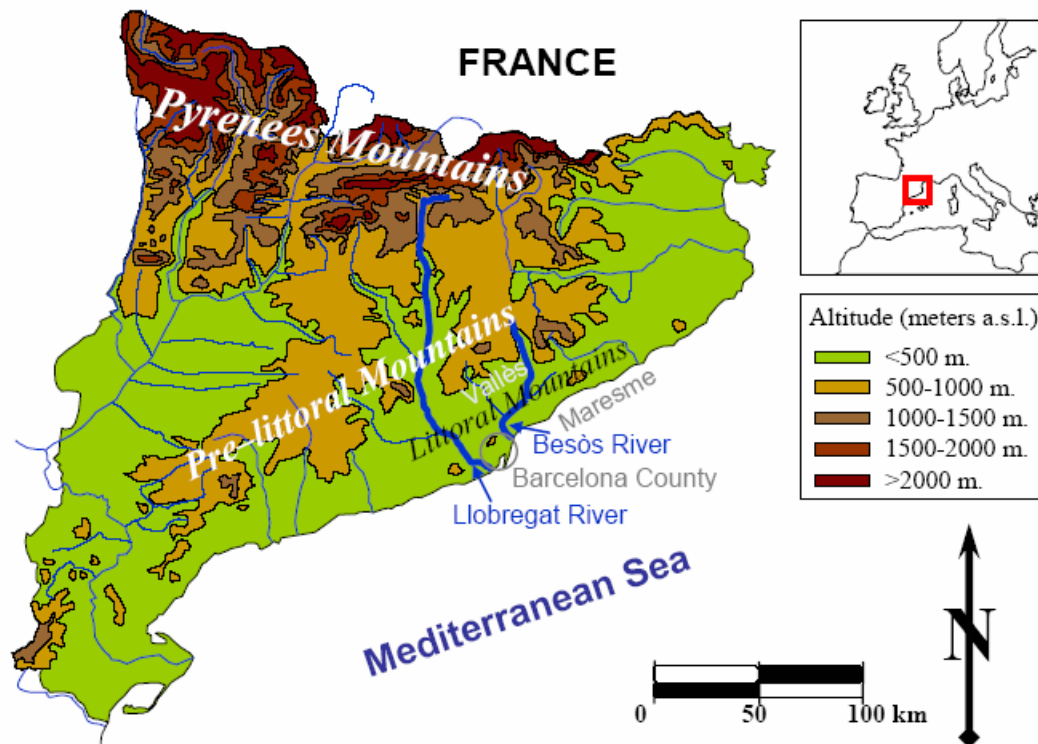 FRANCE
Pyrenees Mountains
Pre-littoral Mountains
Vallès
Littoral Mountains
Maresme
Besòs River
Barcelona County
Llobregat River
Mediterranean Sea
Altitude (meters a.s.l.)
<500 m.
500-1000 m.
1000-1500 m.
1500-2000 m.
>2000 m.
N
0 50 100 km